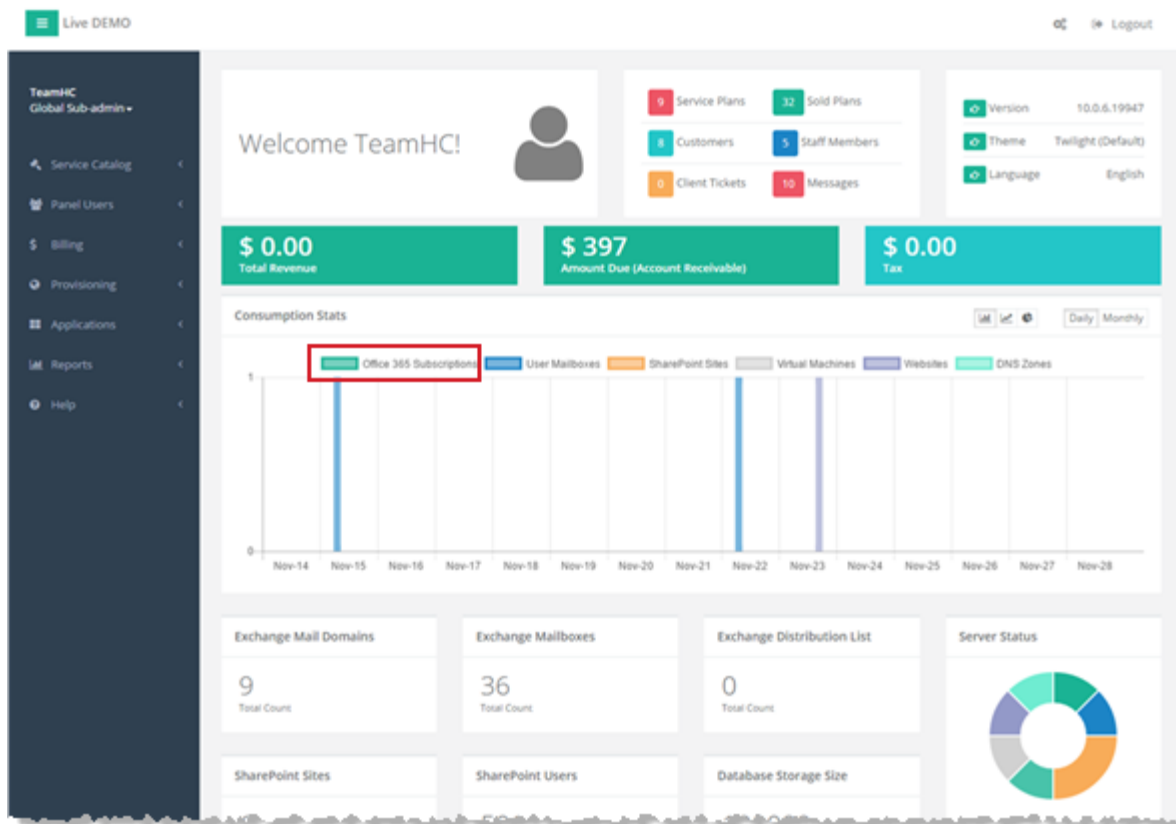 Live DEMO
Logout
TeamHC
Global Sub-admin
Service Catalog
Panel Users
$ Billing
Provisioning
Applications
Reports
Help
Welcome TeamHC!
9 Service Plans
32 Sold Plans
8 Customers
5 Staff Members
0 Client Tickets
10 Messages
Version 10.0.6.19947
Theme Twilight (Default)
Language English
$ 0.00
Total Revenue
$ 397
Amount Due (Account Receivable)
$ 0.00
Tax
Consumption Stats
Daily Monthly
Office 365 Subscriptions User Mailboxes SharePoint Sites Virtual Machines Websites DNS Zones
1
0
Nov-14 Nov-15 Nov-16 Nov-17 Nov-18 Nov-19 Nov-20 Nov-21 Nov-22 Nov-23 Nov-24 Nov-25 Nov-26 Nov-27 Nov-28
Exchange Mail Domains
9
Total Count
Exchange Mailboxes
36
Total Count
Exchange Distribution List
0
Total Count
Server Status
SharePoint Sites
SharePoint Users
Database Storage Size